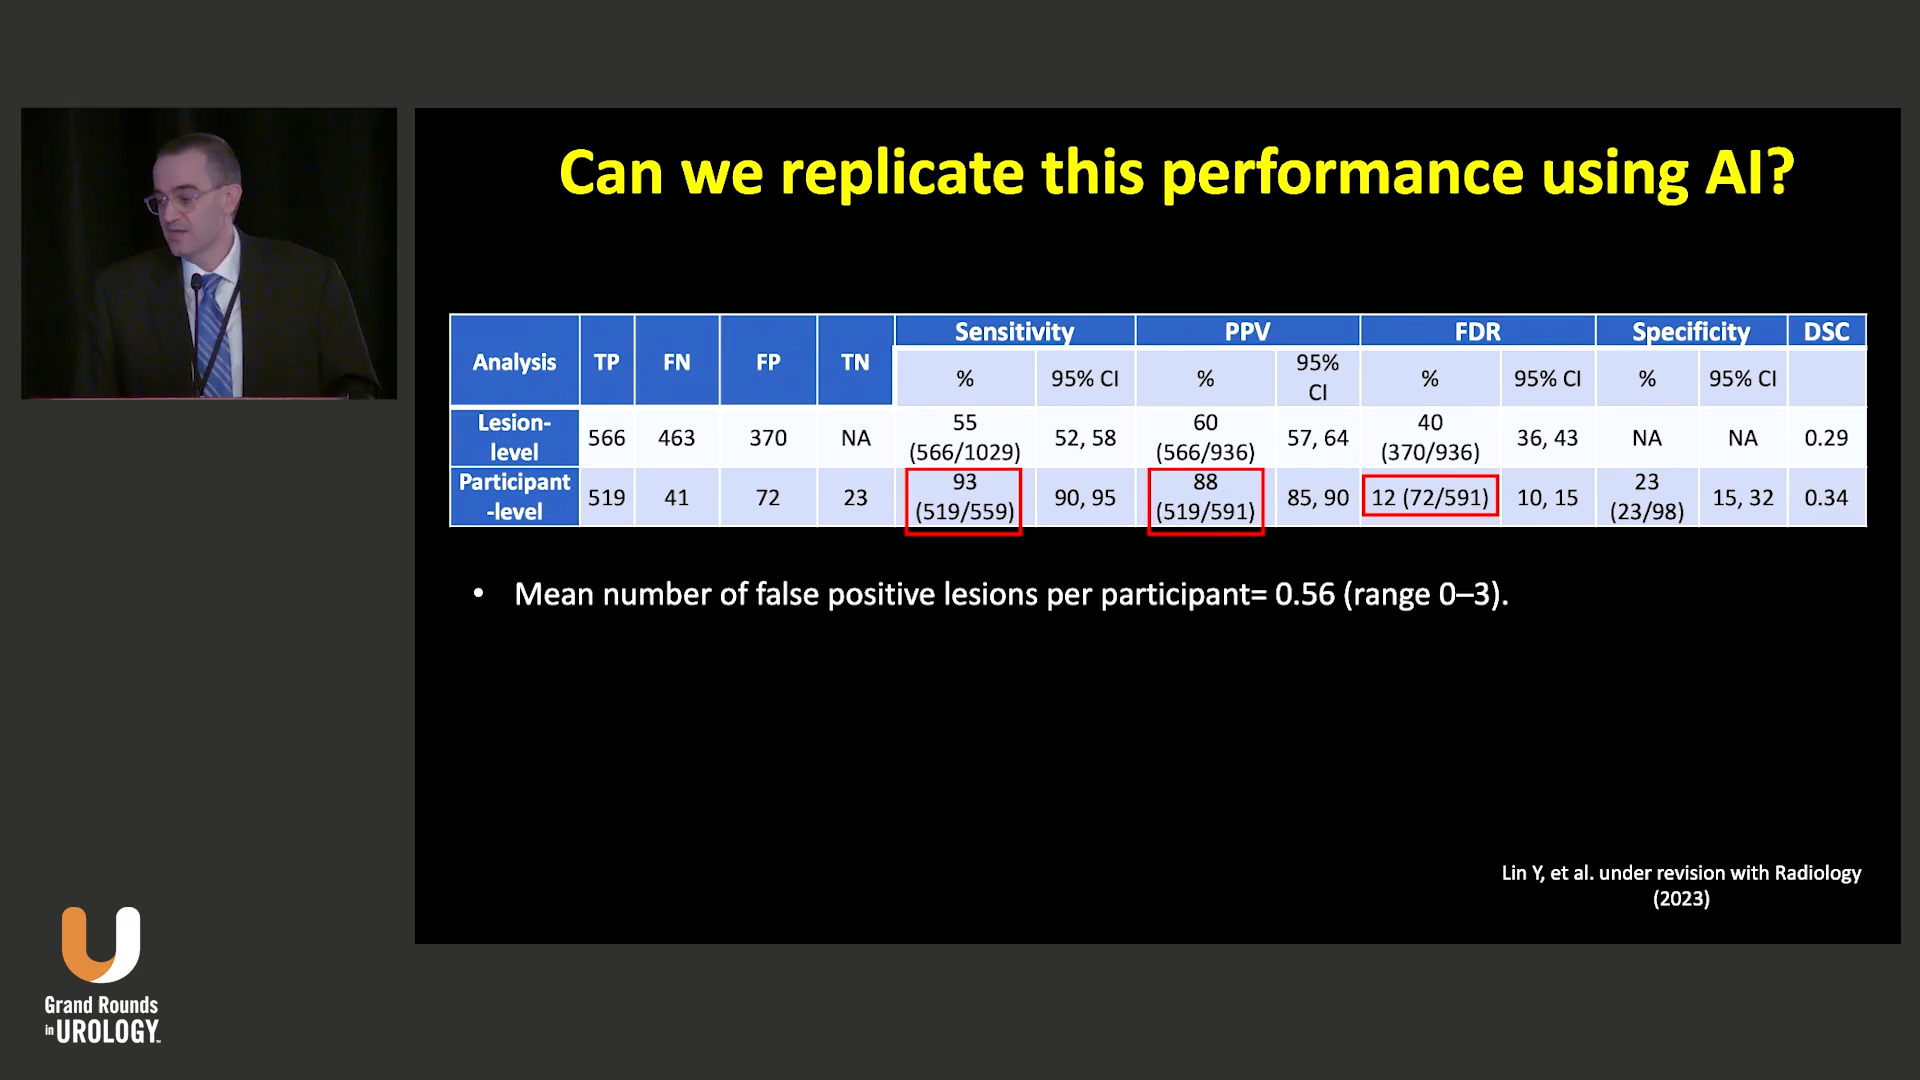 Can we replicate this performance using AI?
Analysis TP FN FP TN Sensitivity PPV FDR Specificity DSC
% 95% CI % 95% CI % 95% CI % 95% CI
Lesion-level 566 463 370 NA 55 (566/1029) 52, 58 60 (566/936) 57, 64 40 (370/936) 36, 43 NA NA 0.29
Participant-level 519 41 72 23 93 (519/559) 90, 95 88 (519/591) 85, 90 12 (72/591) 10, 15 23 (23/98) 15, 32 0.34
• Mean number of false positive lesions per participant= 0.56 (range 0–3).
Lin Y, et al. under revision with Radiology
(2023)
Grand Rounds
in UROLOGY™